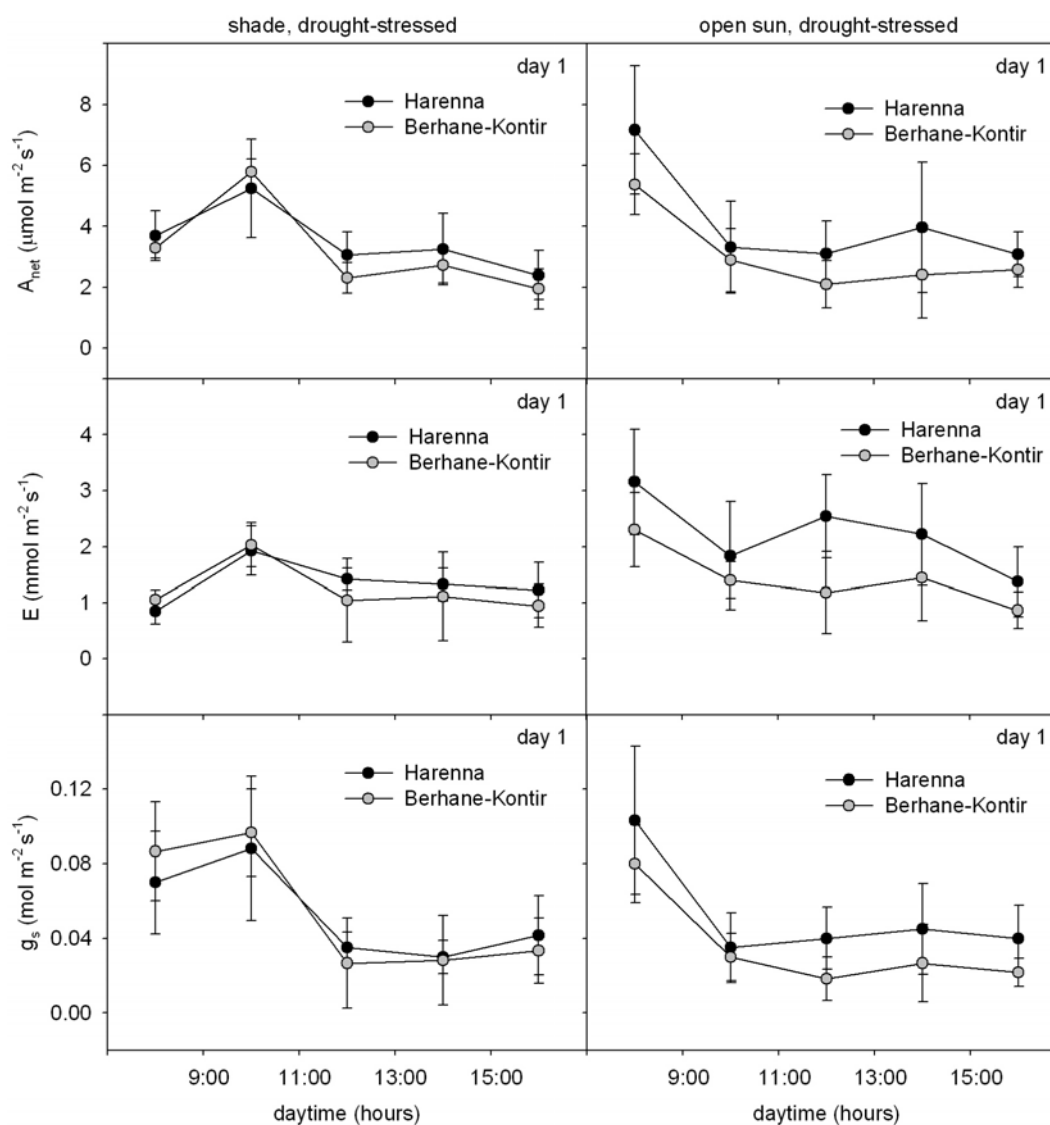 shade, drought-stressed
open sun, drought-stressed
day 1
Harenna
Berhane-Kontir
day 1
Harenna
Berhane-Kontir
8
6
4
2
0
A_net (µmol m⁻² s⁻¹)
day 1
Harenna
Berhane-Kontir
day 1
Harenna
Berhane-Kontir
4
3
2
1
0
E (mmol m⁻² s⁻¹)
day 1
Harenna
Berhane-Kontir
day 1
Harenna
Berhane-Kontir
0.12
0.08
0.04
0.00
g_s (mol m⁻² s⁻¹)
9:00 11:00 13:00 15:00
9:00 11:00 13:00 15:00
daytime (hours)
daytime (hours)